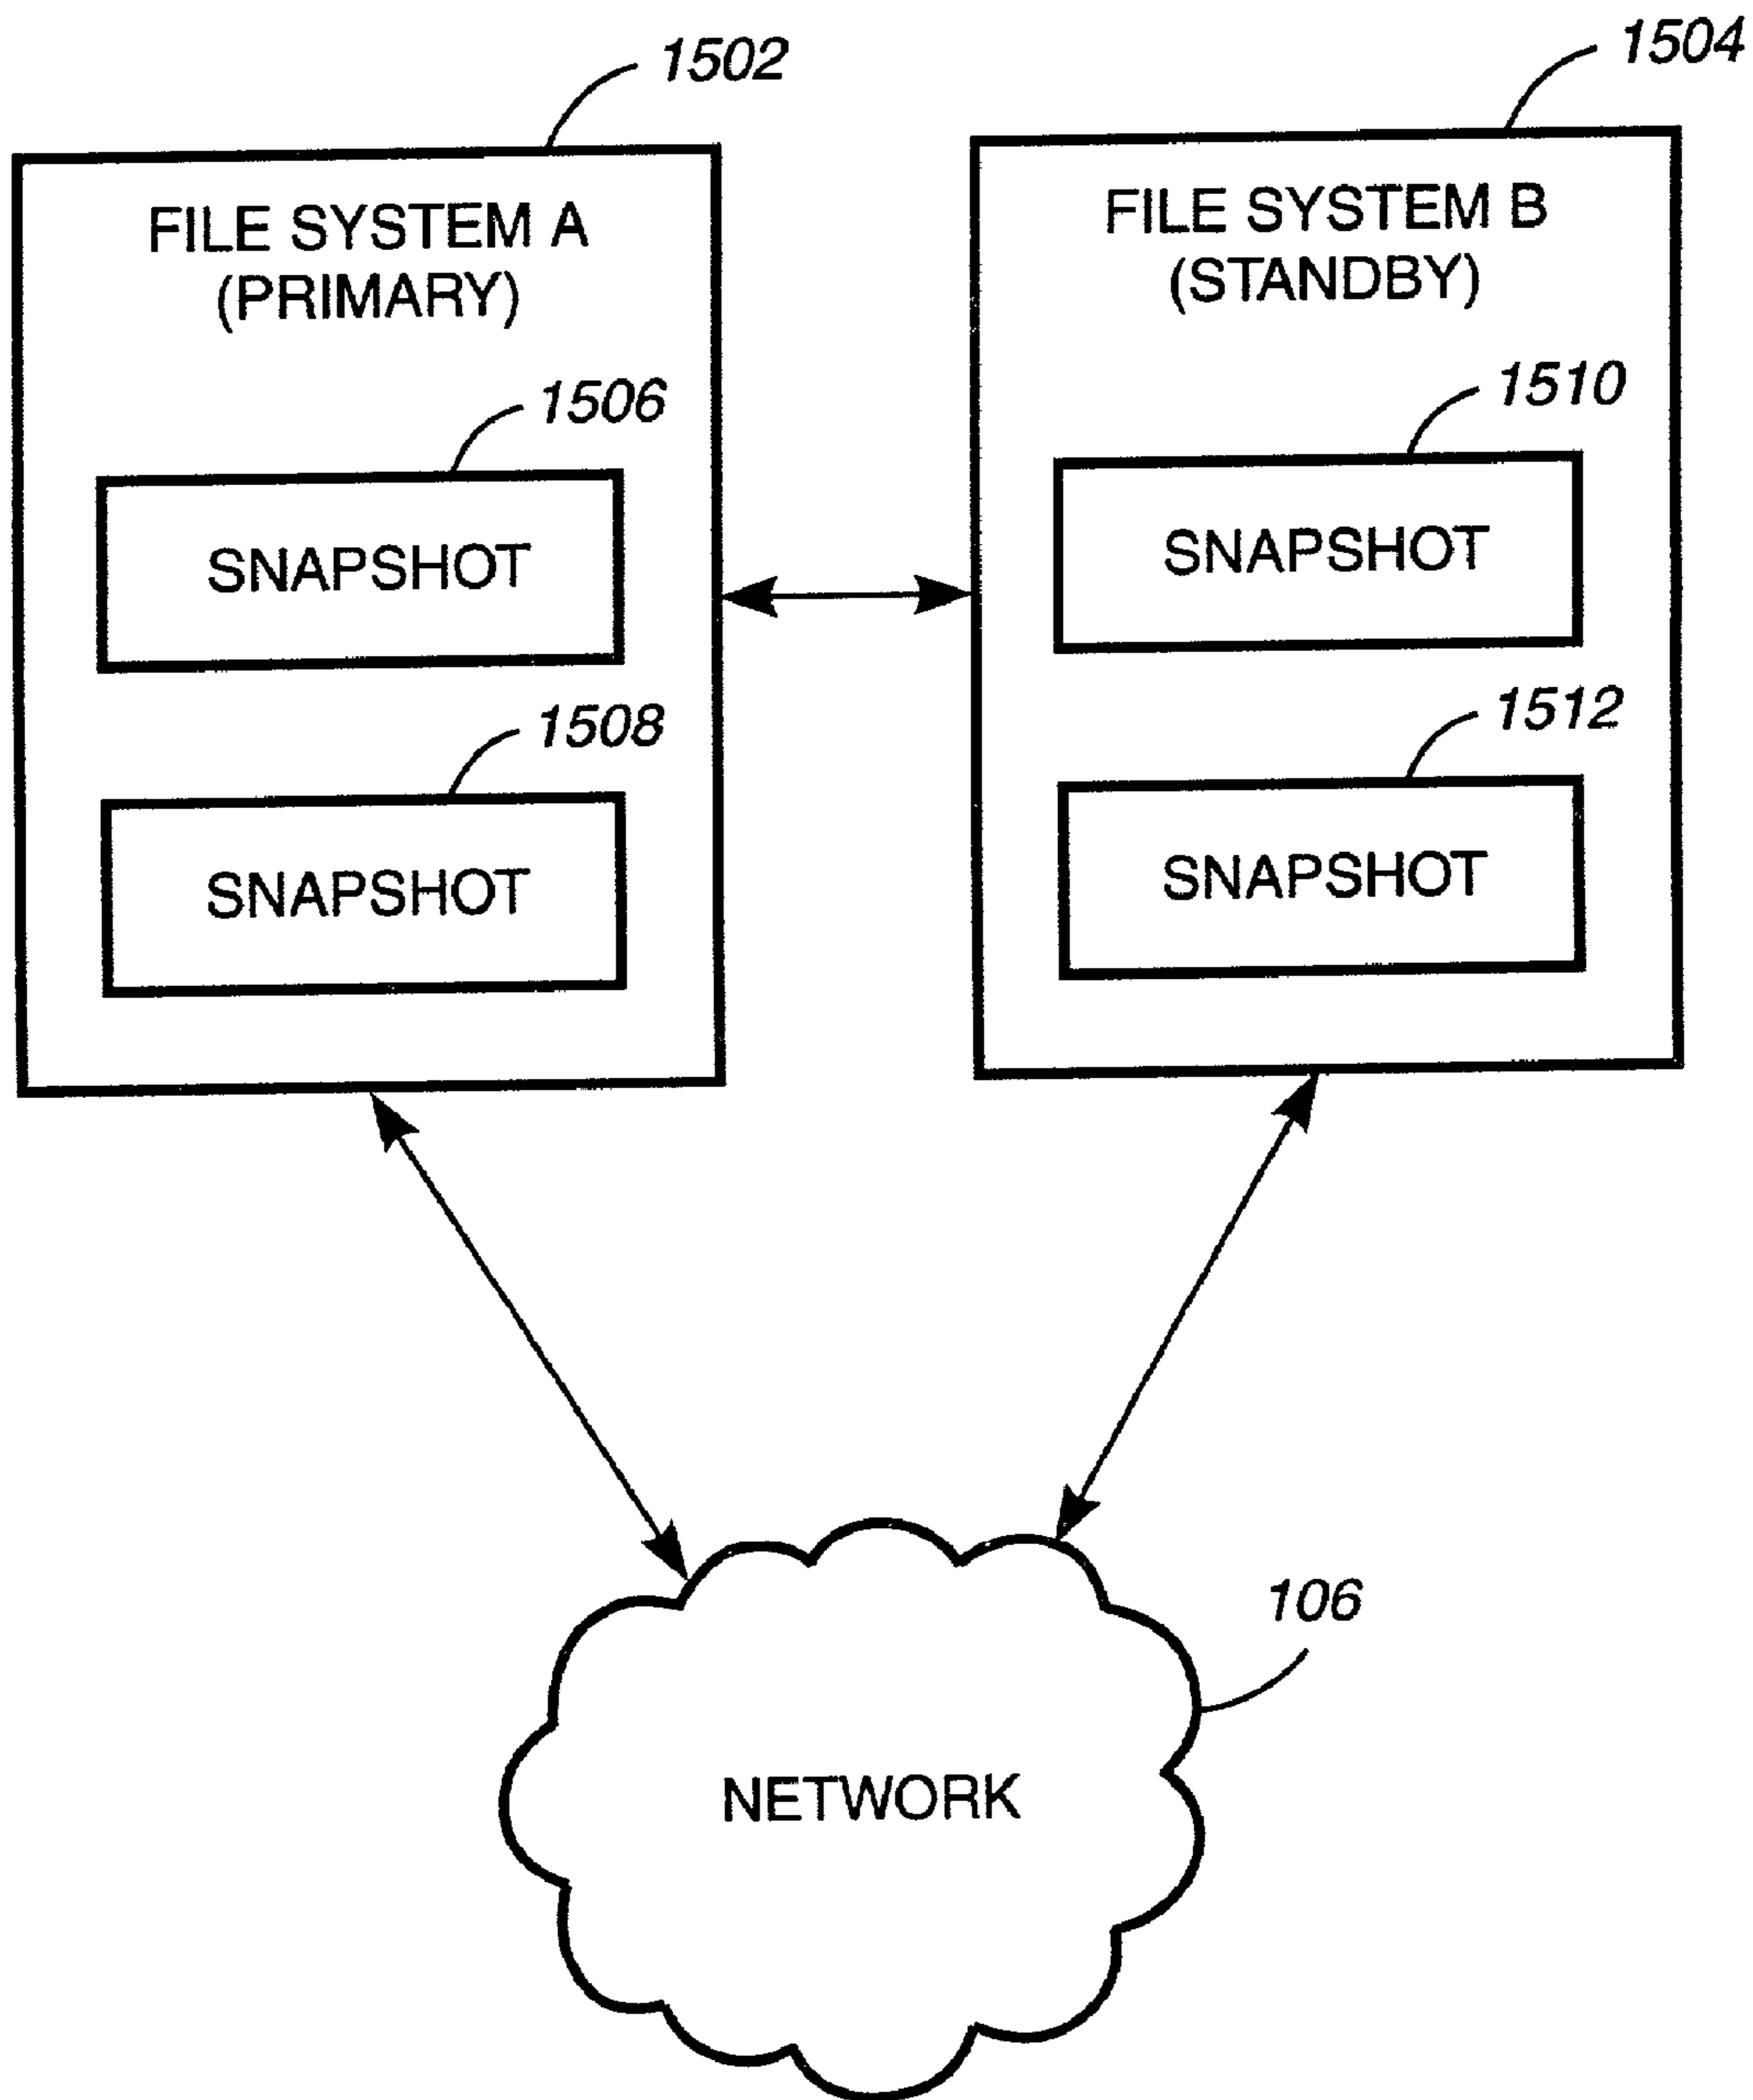 1502
1504
FILE SYSTEM A
(PRIMARY)
FILE SYSTEM B
(STANDBY)
1506
1510
SNAPSHOT
SNAPSHOT
1508
1512
SNAPSHOT
SNAPSHOT
106
NETWORK